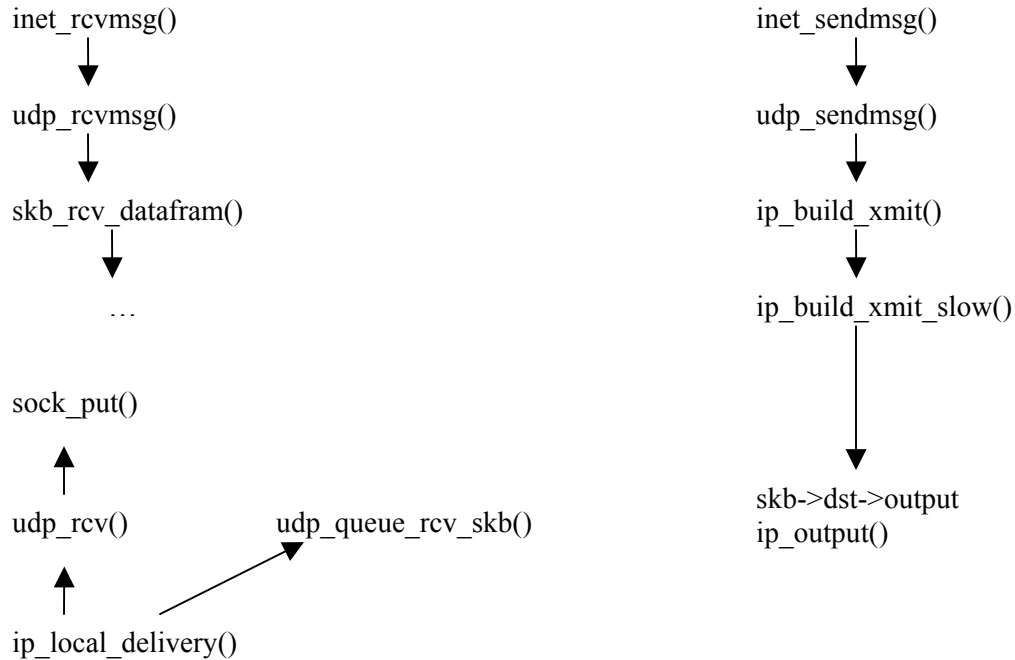 inet_rcvmsg()
inet_sendmsg()
udp_rcvmsg()
udp_sendmsg()
skb_rcv_datafram()
ip_build_xmit()
…
ip_build_xmit_slow()
sock_put()
skb->dst->output
udp_rcv()
udp_queue_rcv_skb()
ip_output()
ip_local_delivery()